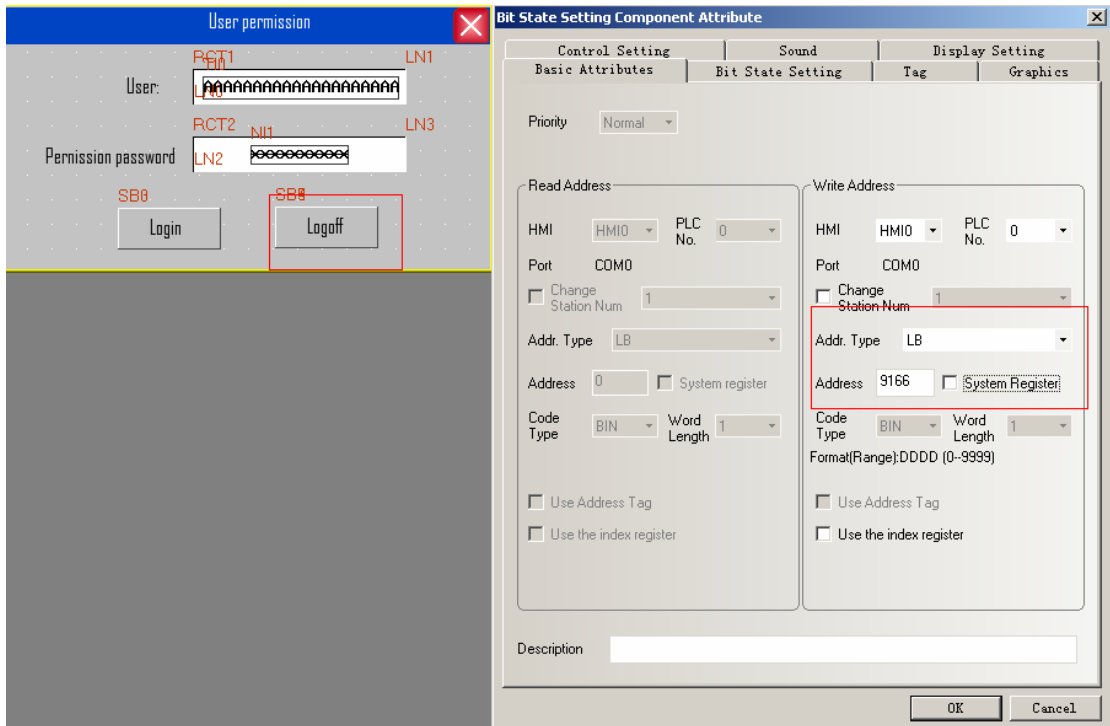 User permission
RCT1
LN1
User:
AAAAAAAAAAAAAAAAAAAA
RCT2
NI1
LN3
Pernission password
LN2
XXXXXXXXXX
Login
Logoff
Bit State Setting Component Attribute
Control Setting Sound Display Setting
Basic Attributes Bit State Setting Tag Graphics
Priority Normal
Read Address
HMI HMI0 PLC No. 0
Port COM0
Change Station Num 1
Addr. Type LB
Address 0 System register
Code Type BIN Word Length 1
Use Address Tag
Use the index register
Write Address
HMI HMI0 PLC No. 0
Port COM0
Change Station Num 1
Addr. Type LB
Address 9166 System Register
Code Type BIN Word Length 1
Format(Range):DDDD (0--9999)
Use Address Tag
Use the index register
Description
OK Cancel